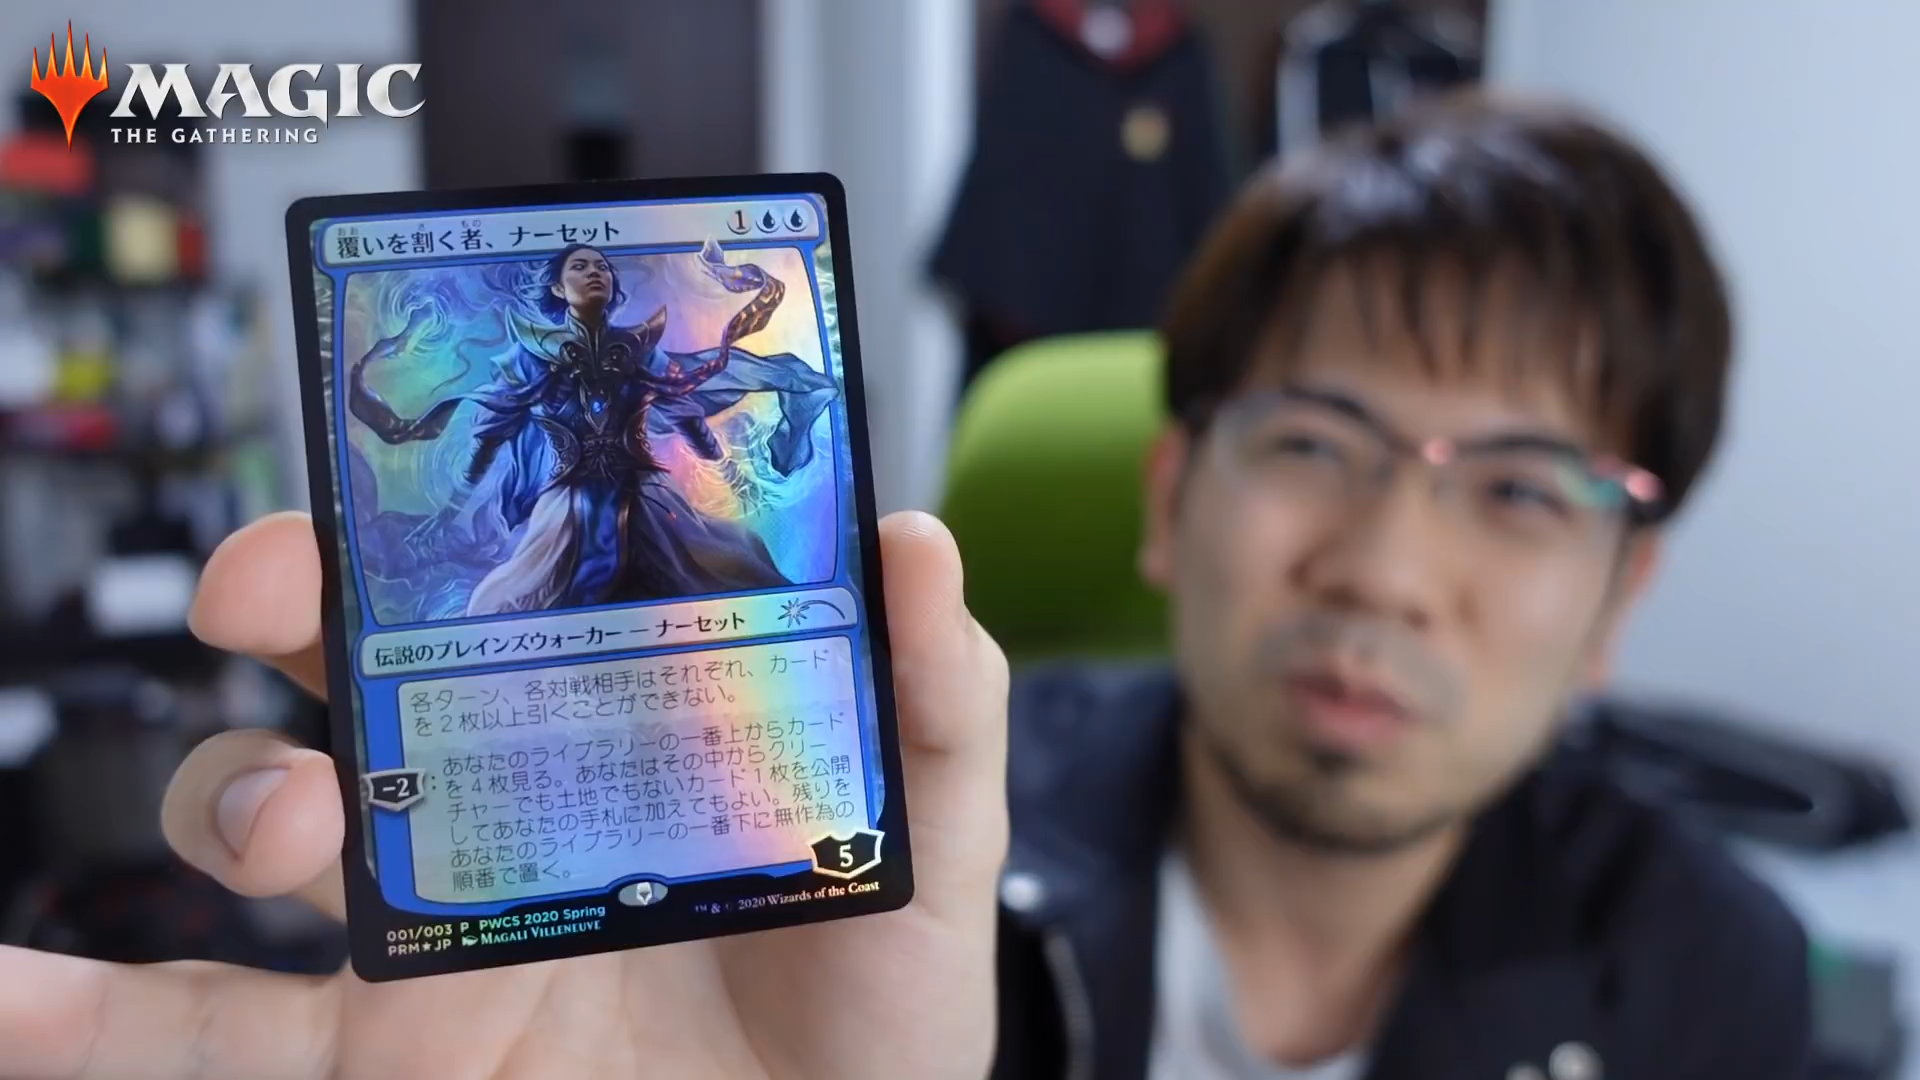 MAGIC
THE GATHERING
覆いを割く者、ナーセット
おお さ もの
1
伝説のプレインズウォーカー — ナーセット
各ターン、各対戦相手はそれぞれ、カード
を2枚以上引くことができない。
-2:
あなたのライブラリーの一番上からカード
を4枚見る。あなたはその中からクリー
チャーでも土地でもないカード1枚を公開
してあなたの手札に加えてもよい。残りを
あなたのライブラリーの一番下に無作為の
順番で置く。
5
001/003 P PWCS 2020 Spring
PRM★JP MAGALI VILLENEUVE
™ & © 2020 Wizards of the Coast